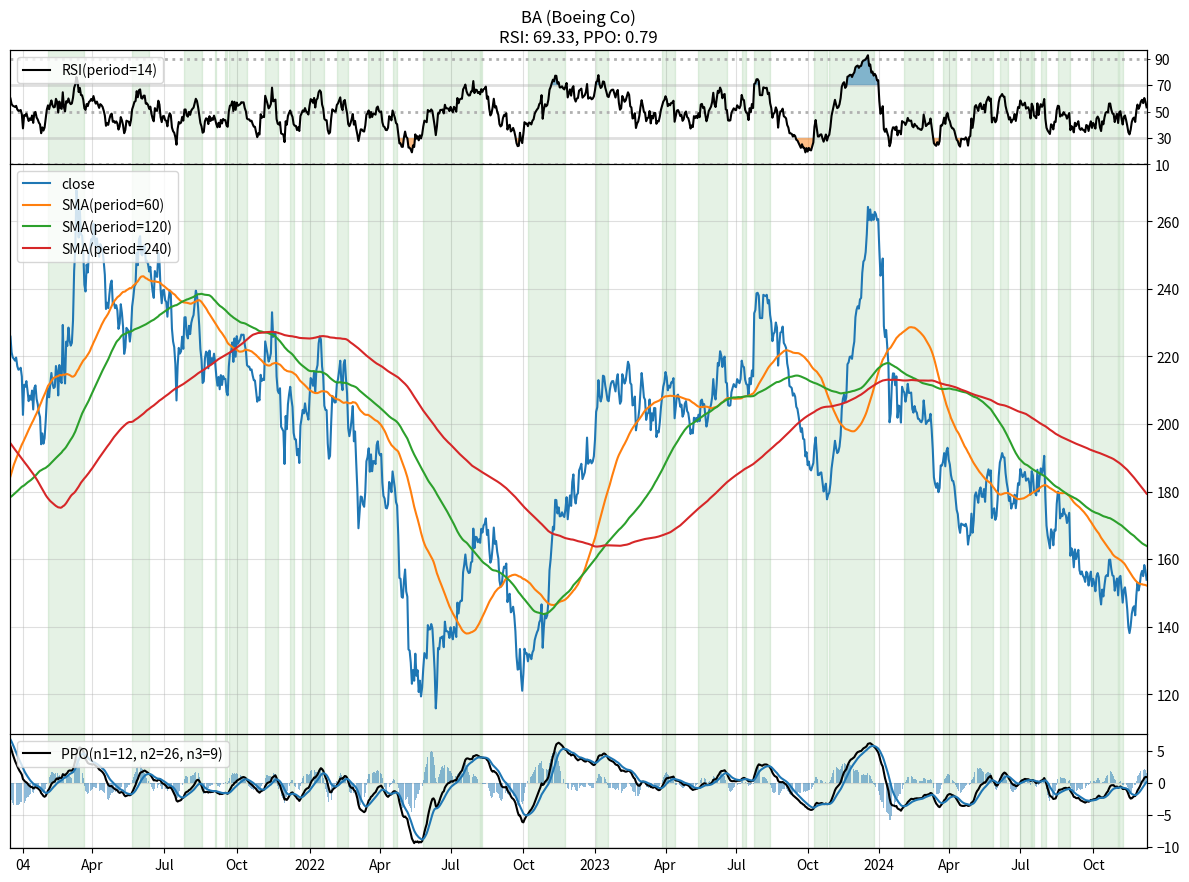 BA (Boeing Co)
RSI: 69.33, PPO: 0.79
RSI(period=14)
90
70
50
30
10
close
SMA(period=60)
SMA(period=120)
SMA(period=240)
260
240
220
200
180
160
140
120
PPO(n1=12, n2=26, n3=9)
5
0
−5
−10
04 Apr Jul Oct 2022 Apr Jul Oct 2023 Apr Jul Oct 2024 Apr Jul Oct